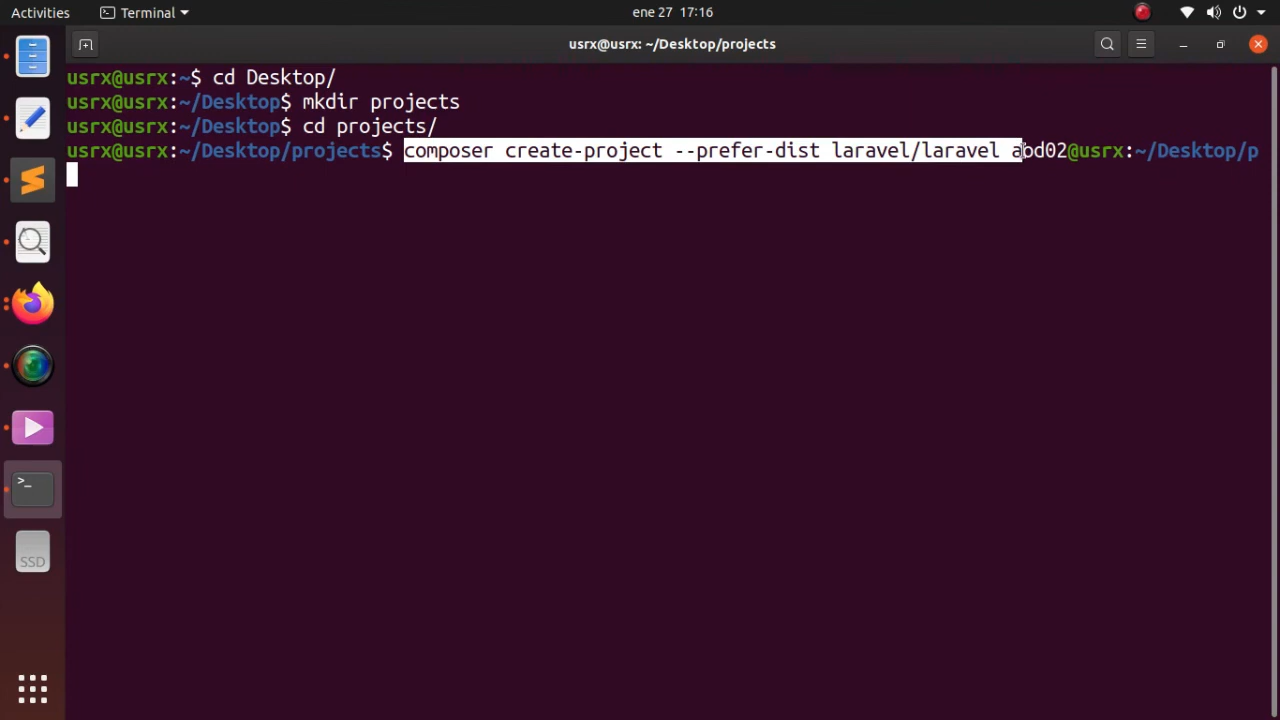 Activities Terminal ene 27 17:16
usrx@usrx: ~/Desktop/projects
usrx@usrx:~$ cd Desktop/
usrx@usrx:~/Desktop$ mkdir projects
usrx@usrx:~/Desktop$ cd projects/
usrx@usrx:~/Desktop/projects$ composer create-project --prefer-dist laravel/laravel abd02@usrx:~/Desktop/p
>_
SSD